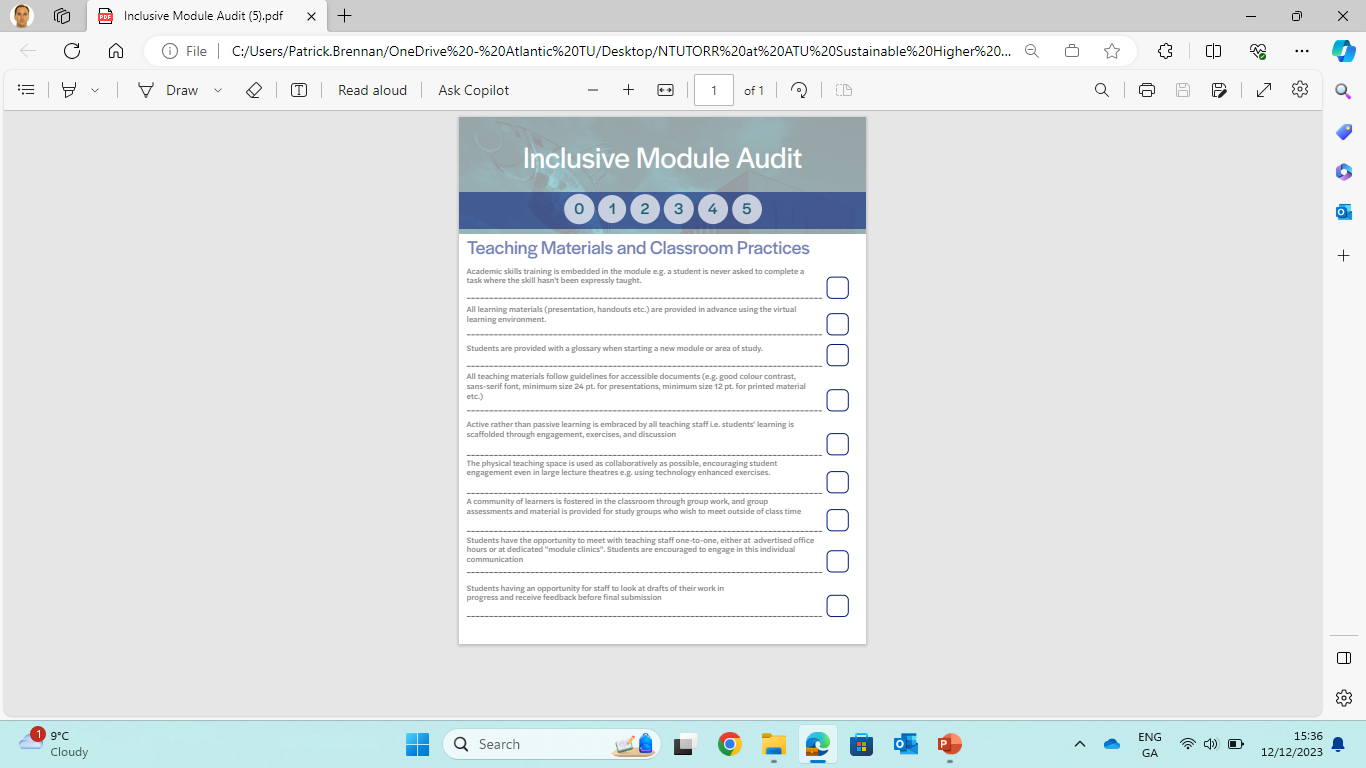 Inclusive Module Audit (5).pdf
File
C:/Users/Patrick.Brennan/OneDrive%20-%20Atlantic%20TU/Desktop/NTUTORR%20at%20ATU%20Sustainable%20Higher%20...
Draw
Read aloud
Ask Copilot
1
of 1
Inclusive Module Audit
0 1 2 3 4 5
Teaching Materials and Classroom Practices
Academic skills training is embedded in the module e.g. a student is never asked to complete a
task where the skill hasn't been expressly taught.
All learning materials (presentation, handouts etc.) are provided in advance using the virtual
learning environment.
Students are provided with a glossary when starting a new module or area of study.
All teaching materials follow guidelines for accessible documents (e.g. good colour contrast,
sans-serif font, minimum size 24 pt. for presentations, minimum size 12 pt. for printed material
etc.)
Active rather than passive learning is embraced by all teaching staff i.e. students' learning is
scaffolded through engagement, exercises, and discussion
The physical teaching space is used as collaboratively as possible, encouraging student
engagement even in large lecture theatres e.g. using technology enhanced exercises.
A community of learners is fostered in the classroom through group work, and group
assessments and material is provided for study groups who wish to meet outside of class time
Students have the opportunity to meet with teaching staff one-to-one, either at advertised office
hours or at dedicated "module clinics". Students are encouraged to engage in this individual
communication
Students having an opportunity for staff to look at drafts of their work in
progress and receive feedback before final submission
1
9°C
Cloudy
Search
ENG
GA
15:36
12/12/2023